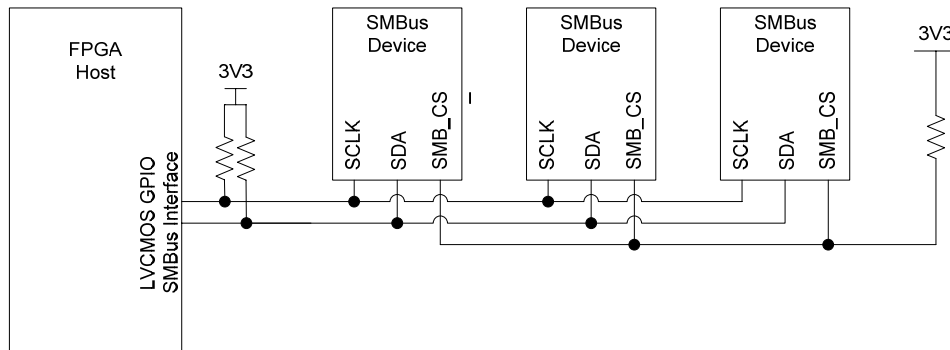 FPGA
Host
LVCMOS GPIO
SMBus Interface
3V3
SMBus
Device
SCLK
SDA
SMB_CS
SMBus
Device
SCLK
SDA
SMB_CS
SMBus
Device
SCLK
SDA
SMB_CS
3V3